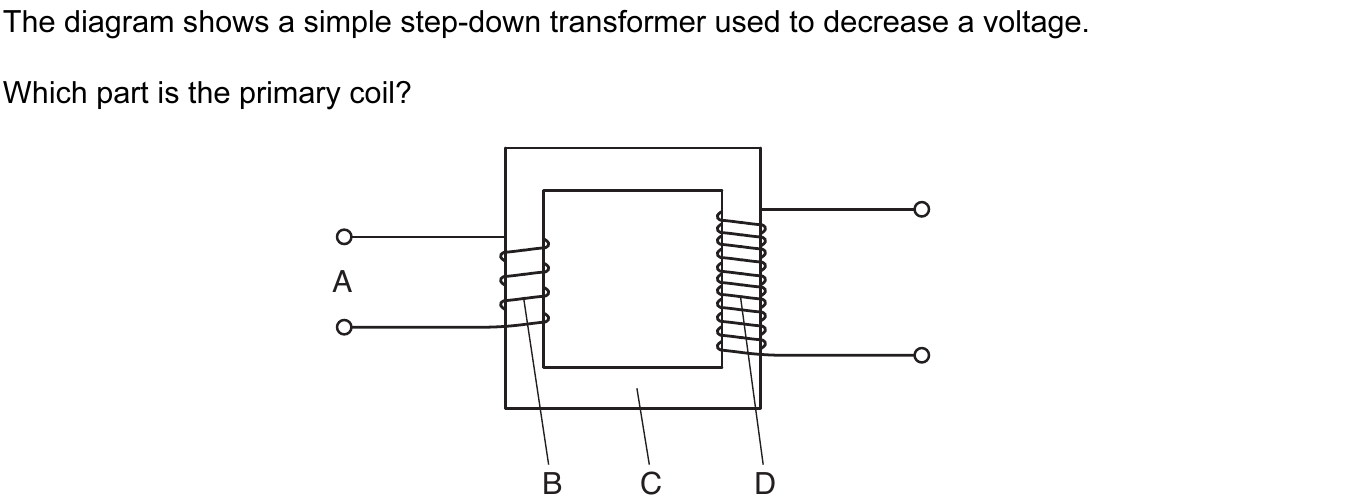 The diagram shows a simple step-down transformer used to decrease a voltage.
Which part is the primary coil?
A
B C D